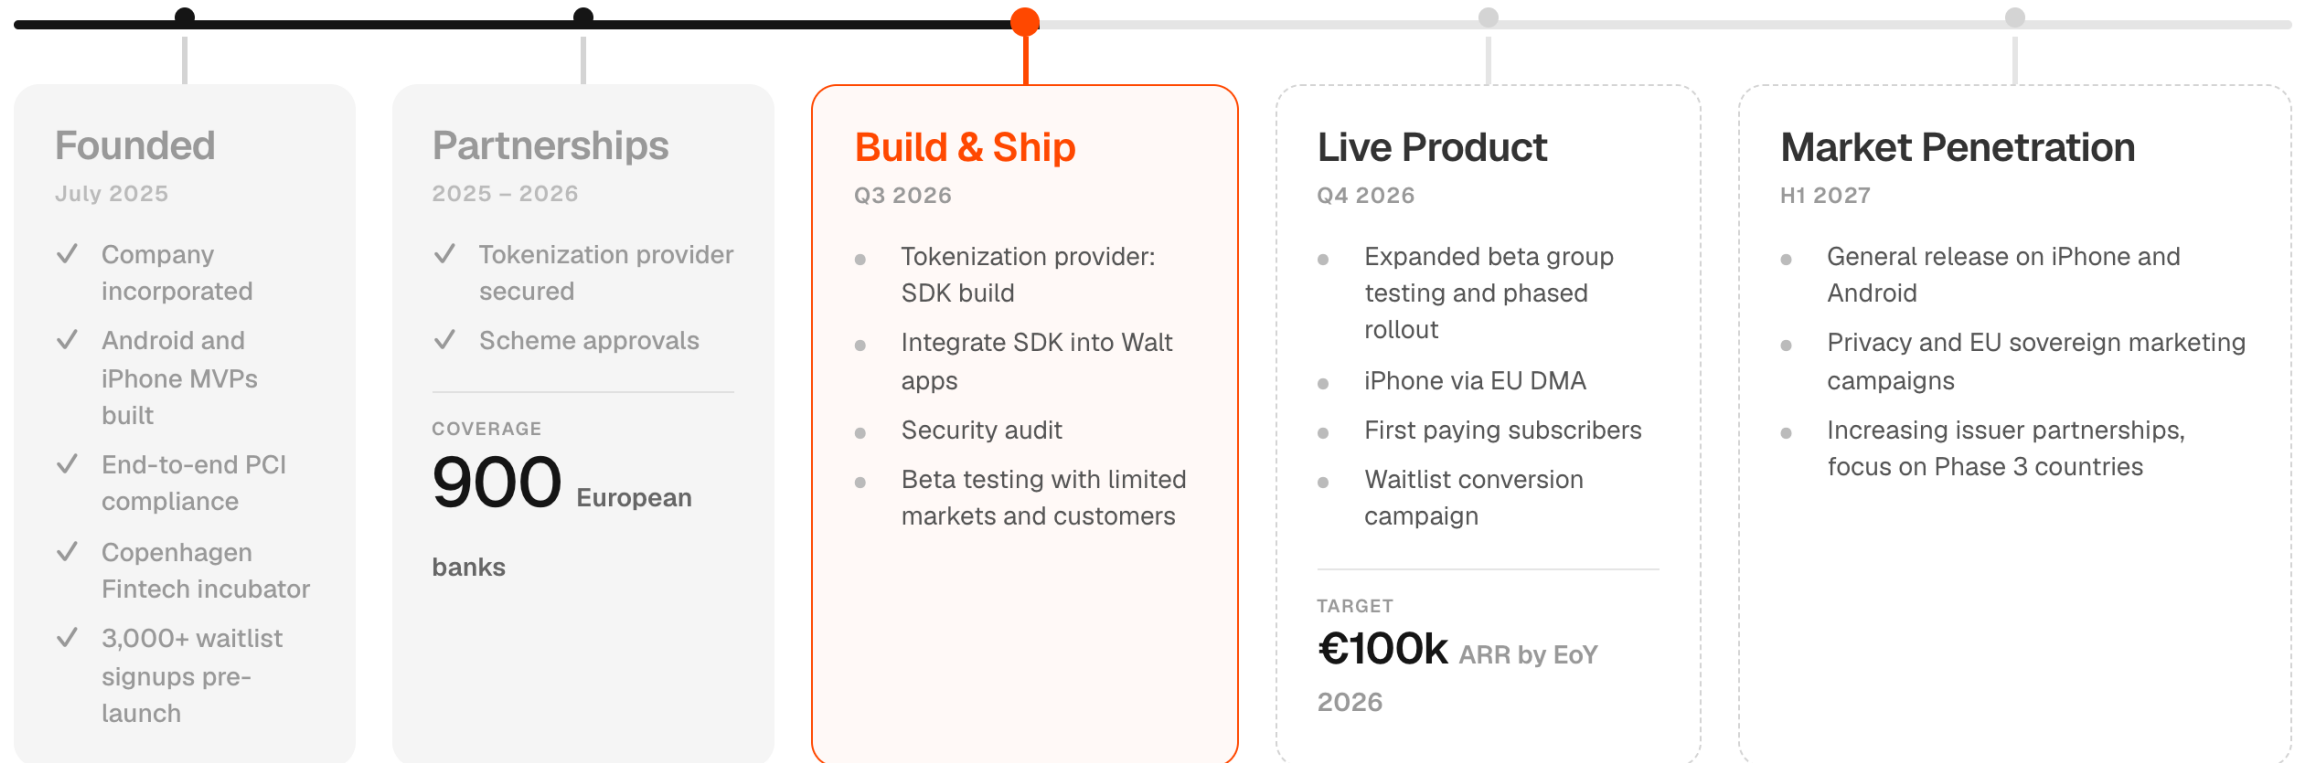 Founded
July 2025
Company
incorporated
Android and
iPhone MVPs
built
End-to-end PCI
compliance
Copenhagen
Fintech incubator
3,000+ waitlist
signups pre-
launch
Partnerships
2025 – 2026
Tokenization provider
secured
Scheme approvals
COVERAGE
900 European
banks
Build & Ship
Q3 2026
Tokenization provider:
SDK build
Integrate SDK into Walt
apps
Security audit
Beta testing with limited
markets and customers
Live Product
Q4 2026
Expanded beta group
testing and phased
rollout
iPhone via EU DMA
First paying subscribers
Waitlist conversion
campaign
TARGET
€100k ARR by EoY
2026
Market Penetration
H1 2027
General release on iPhone and
Android
Privacy and EU sovereign marketing
campaigns
Increasing issuer partnerships,
focus on Phase 3 countries